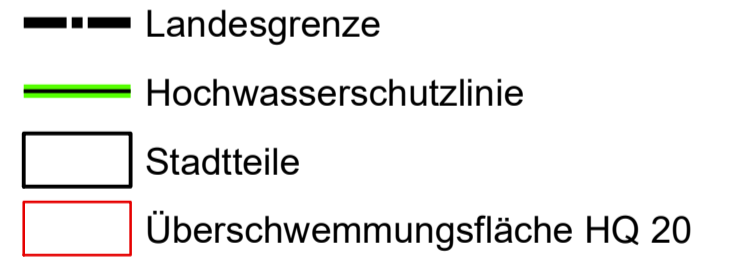 Landesgrenze
Hochwasserschutzlinie
Stadtteile
Überschwemmungsfläche HQ 20